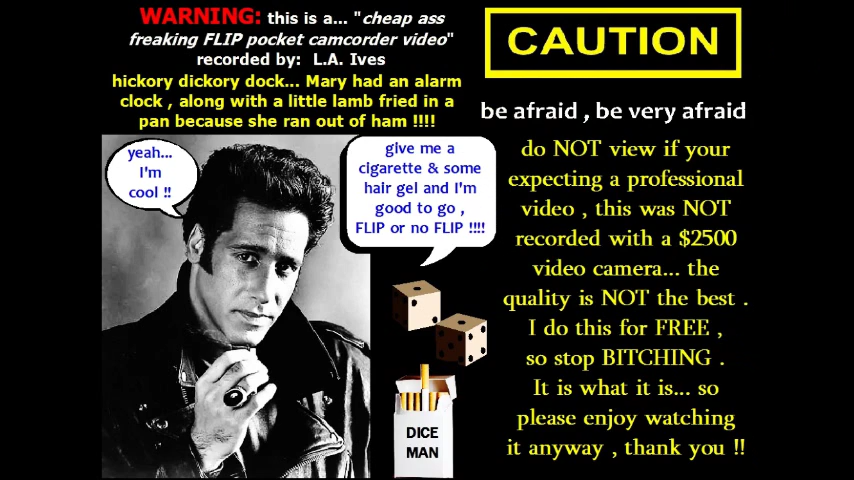 WARNING: this is a... "cheap ass
freaking FLIP pocket camcorder video"
recorded by:  L.A. Ives
hickory dickory dock... Mary had an alarm
clock , along with a little lamb fried in a
pan because she ran out of ham !!!!
yeah...
I'm
cool !!
give me a
cigarette & some
hair gel and I'm
good to go ,
FLIP or no FLIP !!!!
DICE
MAN
CAUTION
be afraid , be very afraid
do NOT view if your
expecting a professional
video , this was NOT
recorded with a $2500
video camera... the
quality is NOT the best .
I do this for FREE ,
so stop BITCHING .
It is what it is... so
please enjoy watching
it anyway , thank you !!